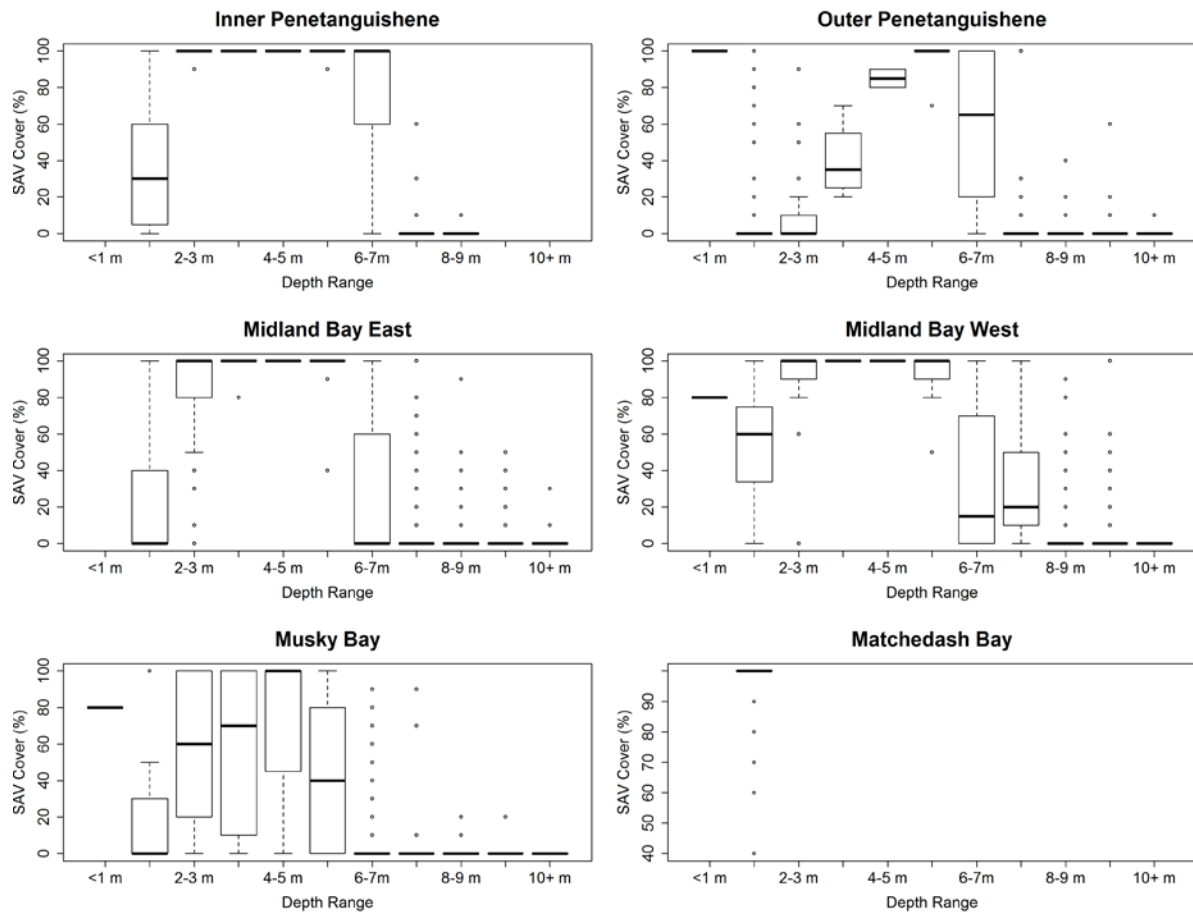 Inner Penetanguishene
SAV Cover (%)
0 20 40 60 80 100
<1 m 2-3 m 4-5 m 6-7m 8-9 m 10+ m
Depth Range
Outer Penetanguishene
SAV Cover (%)
0 20 40 60 80 100
<1 m 2-3 m 4-5 m 6-7m 8-9 m 10+ m
Depth Range
Midland Bay East
SAV Cover (%)
0 20 40 60 80 100
<1 m 2-3 m 4-5 m 6-7m 8-9 m 10+ m
Depth Range
Midland Bay West
SAV Cover (%)
0 20 40 60 80 100
<1 m 2-3 m 4-5 m 6-7m 8-9 m 10+ m
Depth Range
Musky Bay
SAV Cover (%)
0 20 40 60 80 100
<1 m 2-3 m 4-5 m 6-7m 8-9 m 10+ m
Depth Range
Matchedash Bay
SAV Cover (%)
40 50 60 70 80 90
<1 m 2-3 m 4-5 m 6-7m 8-9 m 10+ m
Depth Range